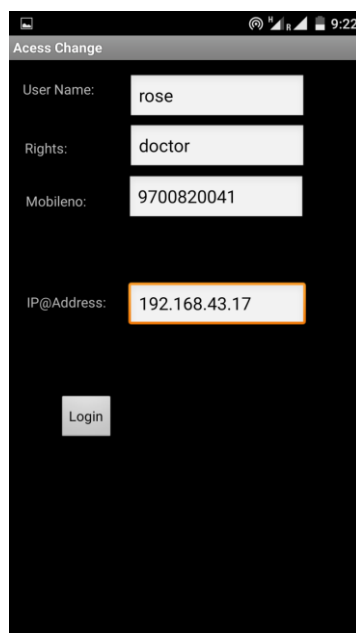 H R 9:22
Acess Change
User Name: rose
Rights: doctor
Mobileno: 9700820041
IP@Address: 192.168.43.17
Login